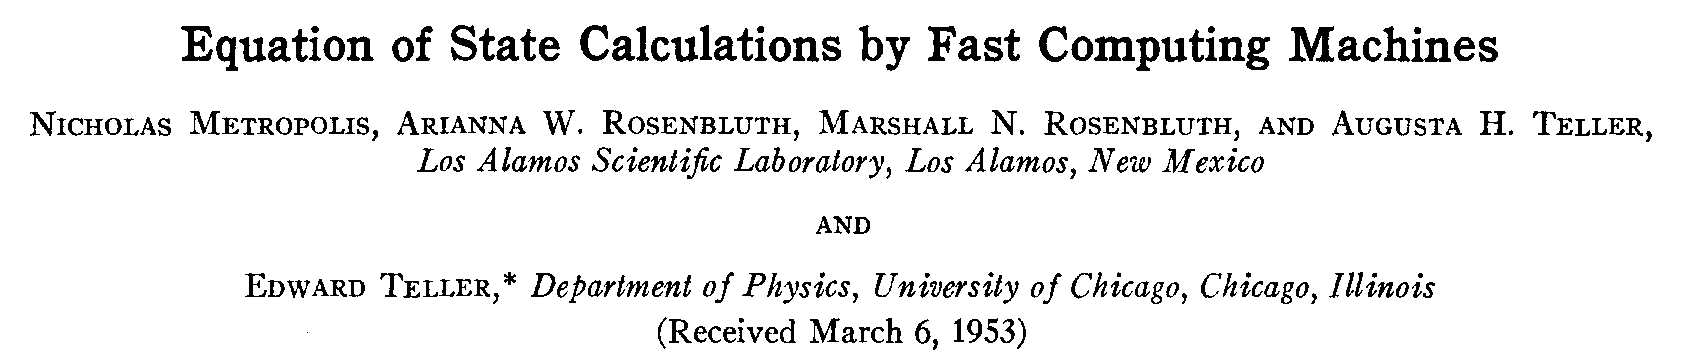 Equation of State Calculations by Fast Computing Machines
Nicholas Metropolis, Arianna W. Rosenbluth, Marshall N. Rosenbluth, and Augusta H. Teller,
Los Alamos Scientific Laboratory, Los Alamos, New Mexico
AND
Edward Teller,* Department of Physics, University of Chicago, Chicago, Illinois
(Received March 6, 1953)